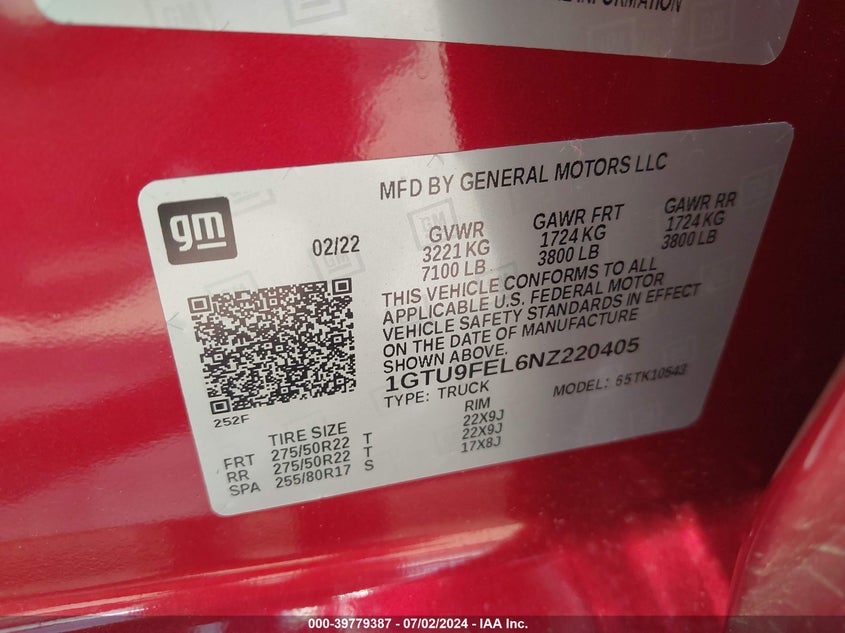 INFORMATION
MFD BY GENERAL MOTORS LLC
gm
02/22
GVWR
3221 KG
7100 LB
GAWR FRT
1724 KG
3800 LB
GAWR RR
1724 KG
3800 LB
THIS VEHICLE CONFORMS TO ALL
APPLICABLE U.S. FEDERAL MOTOR
VEHICLE SAFETY STANDARDS IN EFFECT
ON THE DATE OF MANUFACTURE
SHOWN ABOVE.
1GTU9FEL6NZ220405
TYPE: TRUCK
MODEL: 55TK10543
252F
TIRE SIZE RIM
FRT 275/50R22 T 22X9J
RR 275/50R22 T 22X9J
SPA 255/80R17 S 17X8J
000-39779387 - 07/02/2024 - IAA Inc.